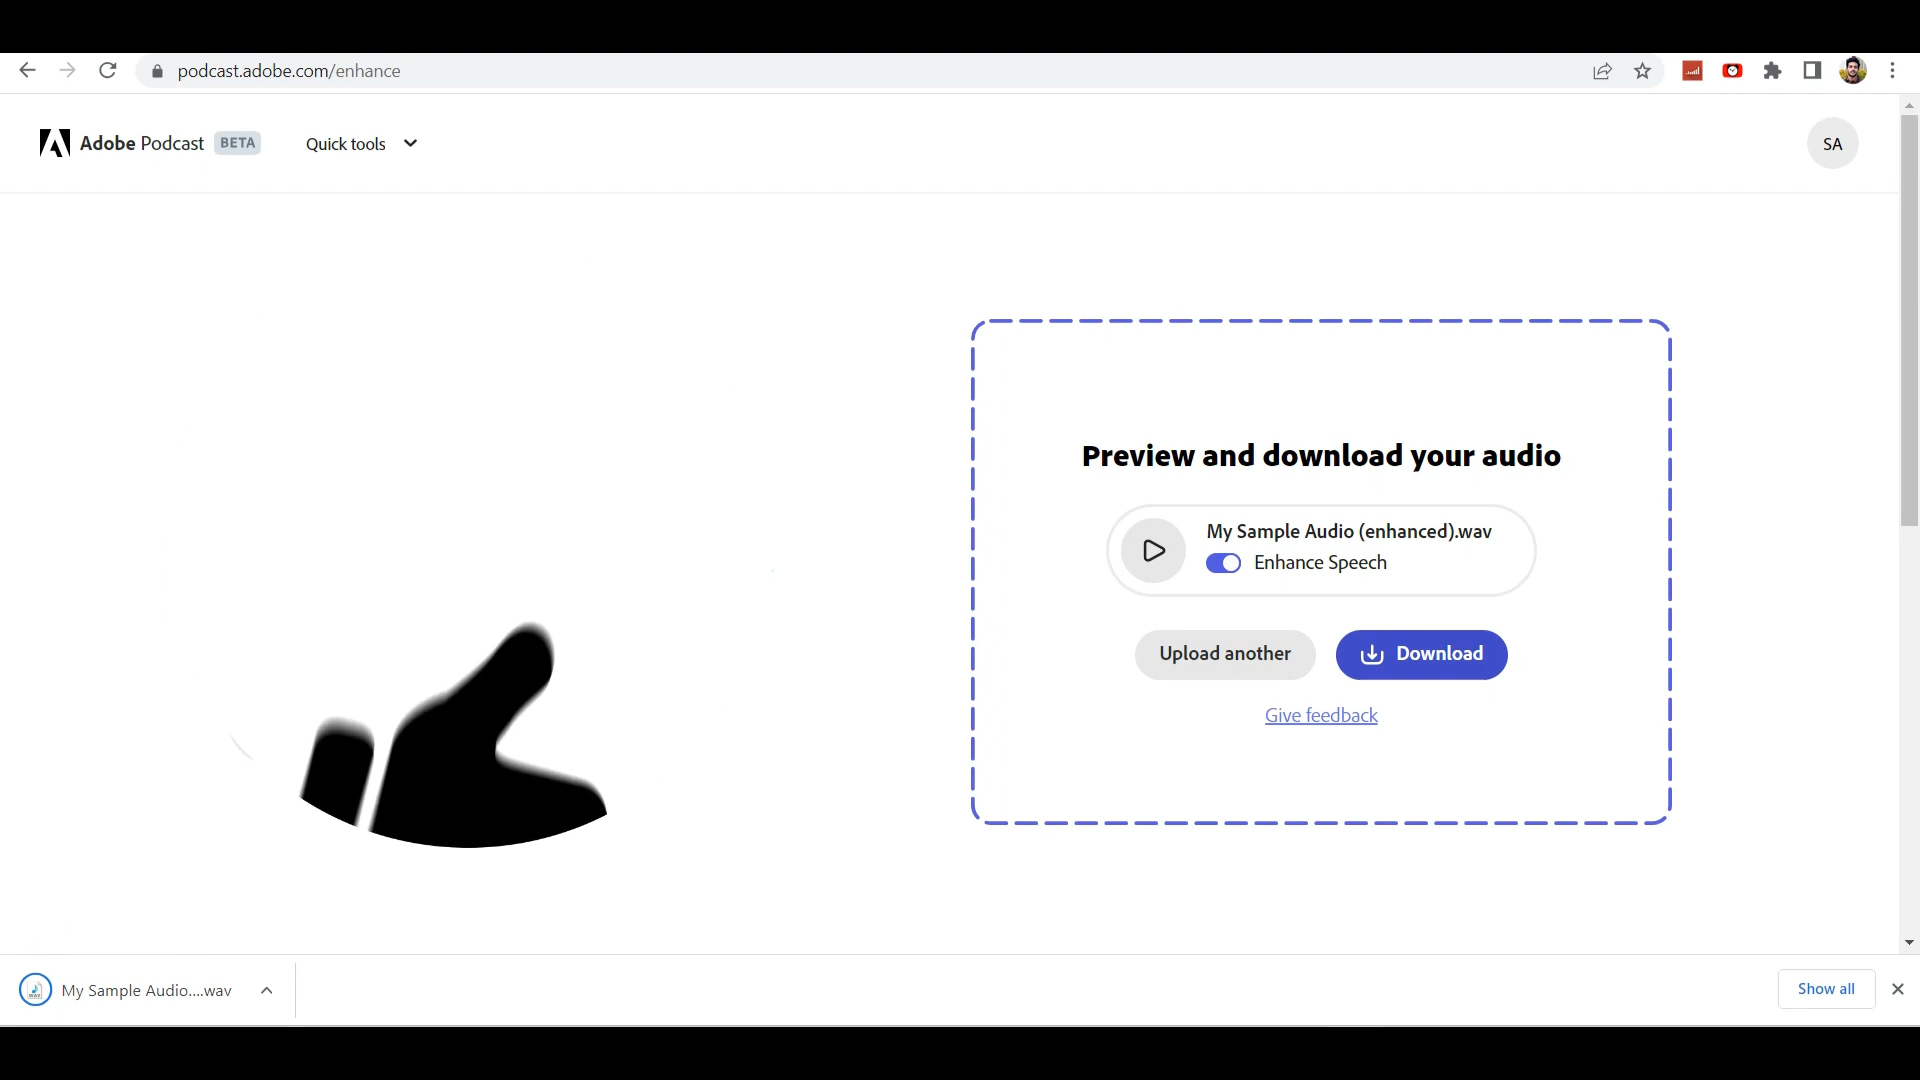 podcast.adobe.com/enhance
Adobe Podcast BETA
Quick tools
SA
Preview and download your audio
My Sample Audio (enhanced).wav
Enhance Speech
Upload another
Download
Give feedback
My Sample Audio....wav
Show all